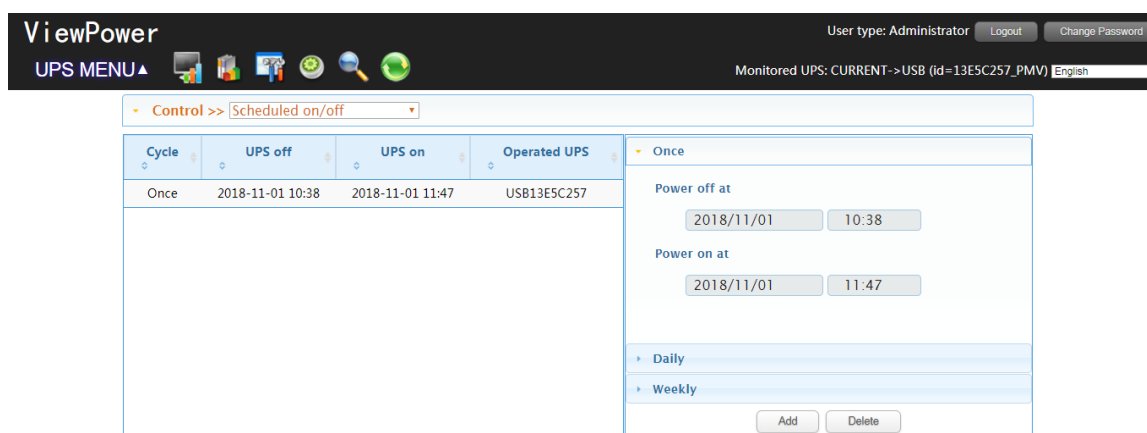 ViewPower
User type: Administrator Logout Change Password
UPS MENU▲
Monitored UPS: CURRENT->USB (id=13E5C257_PMV) English
Control >> Scheduled on/off
Cycle UPS off UPS on Operated UPS
Once 2018-11-01 10:38 2018-11-01 11:47 USB13E5C257
Once
Power off at
2018/11/01 10:38
Power on at
2018/11/01 11:47
Daily
Weekly
Add Delete